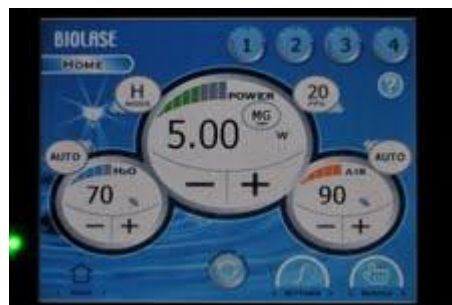 BIOLASE
1 2 3 4
HOME
H
MODE
POWER
20
PPS
5.00
MG
W
AUTO
AUTO
H₂O
70
%
AIR
90
%
− +
− +
− +
?